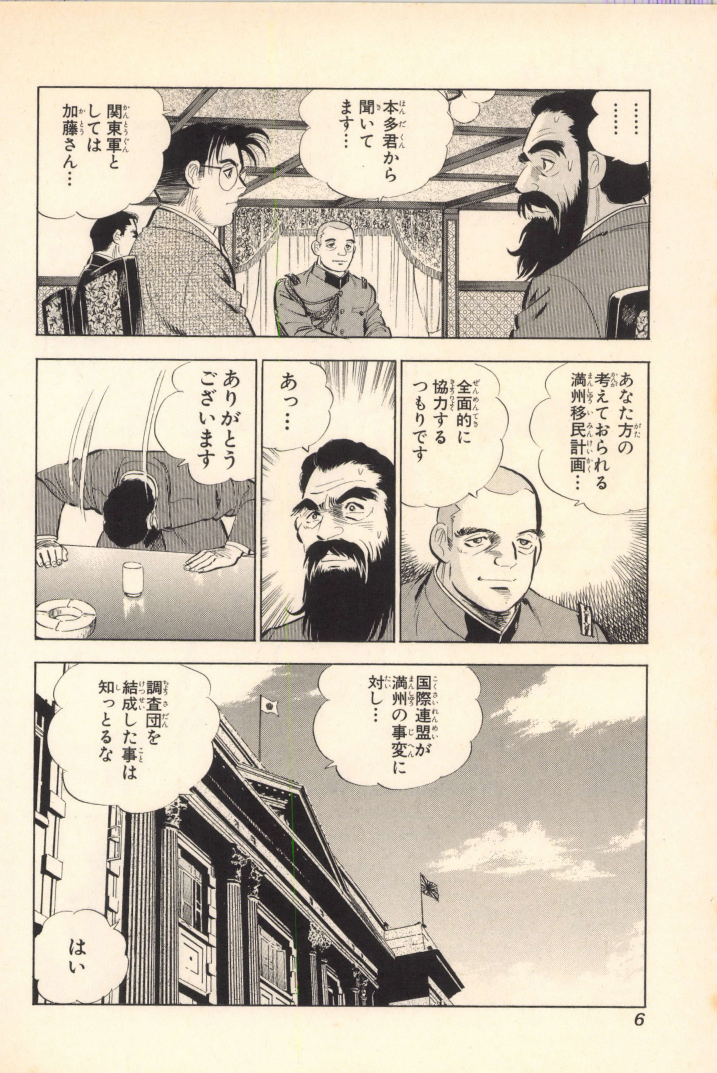 …………
…………
本多君から
聞いて
ます…
関東軍と
しては
加藤さん…
あなた方の
考えておられる
満州移民計画…
全面的に
協力する
つもりです
あっ…
ありがとう
ございます
国際連盟が
満州の事変に
対し…
調査団を
結成した事は
知っとるな
はい
6